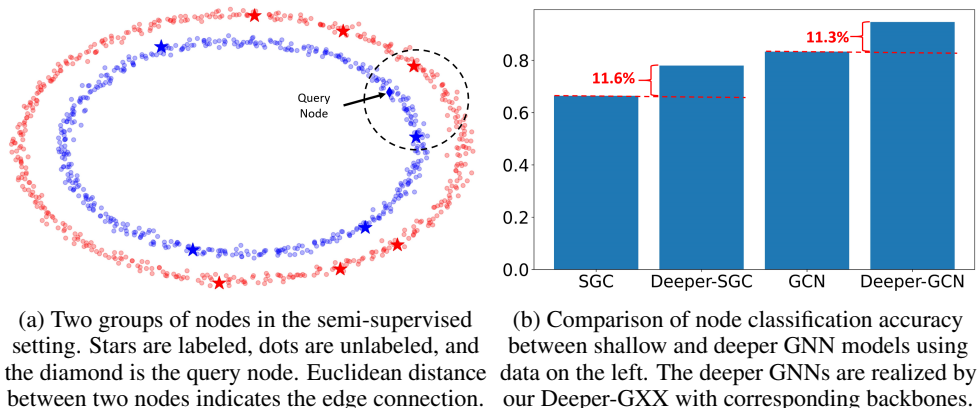 Query
Node
0.8
0.6
0.4
0.2
0.0
11.6%
11.3%
SGC
Deeper-SGC
GCN
Deeper-GCN
(a) Two groups of nodes in the semi-supervised
setting. Stars are labeled, dots are unlabeled, and
the diamond is the query node. Euclidean distance
between two nodes indicates the edge connection.
(b) Comparison of node classification accuracy
between shallow and deeper GNN models using
data on the left. The deeper GNNs are realized by
our Deeper-GXX with corresponding backbones.